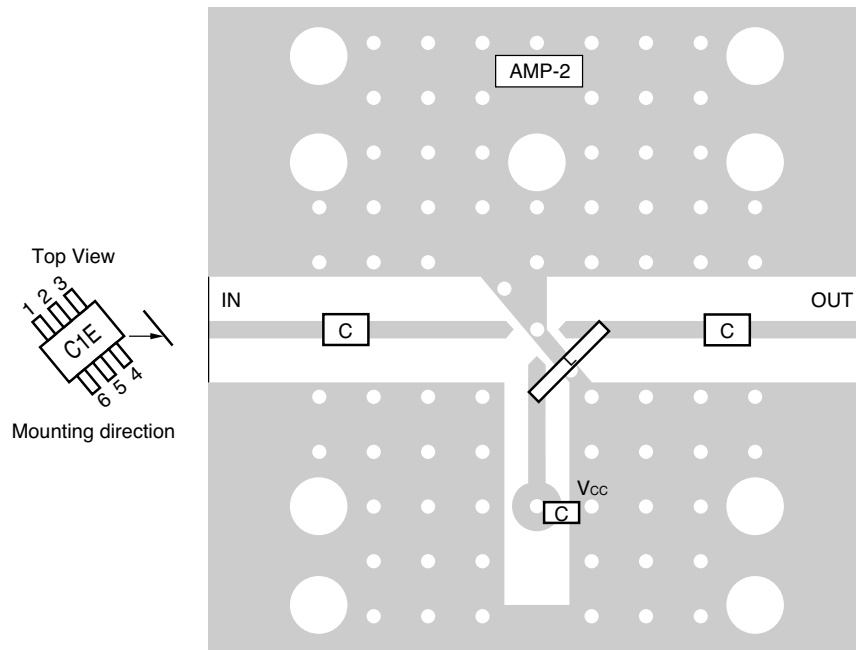 AMP-2
Top View
1 2 3
C1E
6 5 4
Mounting direction
IN
OUT
C
C
L
VCC
C